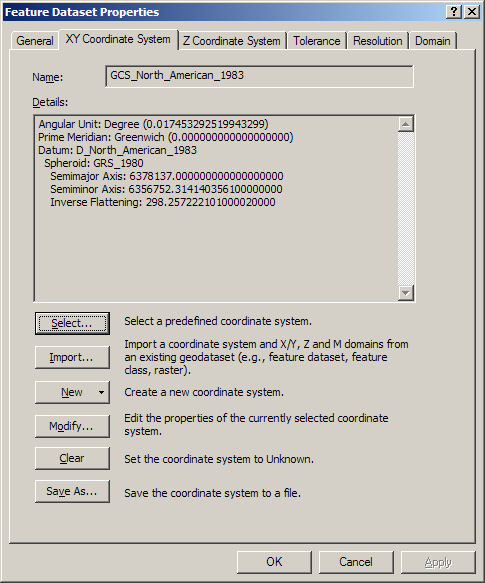 Feature Dataset Properties
General XY Coordinate System Z Coordinate System Tolerance Resolution Domain
Name: GCS_North_American_1983
Details:
Angular Unit: Degree (0.017453292519943299)
Prime Meridian: Greenwich (0.000000000000000000)
Datum: D_North_American_1983
Spheroid: GRS_1980
Semimajor Axis: 6378137.000000000000000000
Semiminor Axis: 6356752.314140356100000000
Inverse Flattening: 298.257222101000020000
Select... Select a predefined coordinate system.
Import... Import a coordinate system and X/Y, Z and M domains from
an existing geodataset (e.g., feature dataset, feature
class, raster).
New Create a new coordinate system.
Modify... Edit the properties of the currently selected coordinate
system.
Clear Set the coordinate system to Unknown.
Save As... Save the coordinate system to a file.
OK Cancel Apply